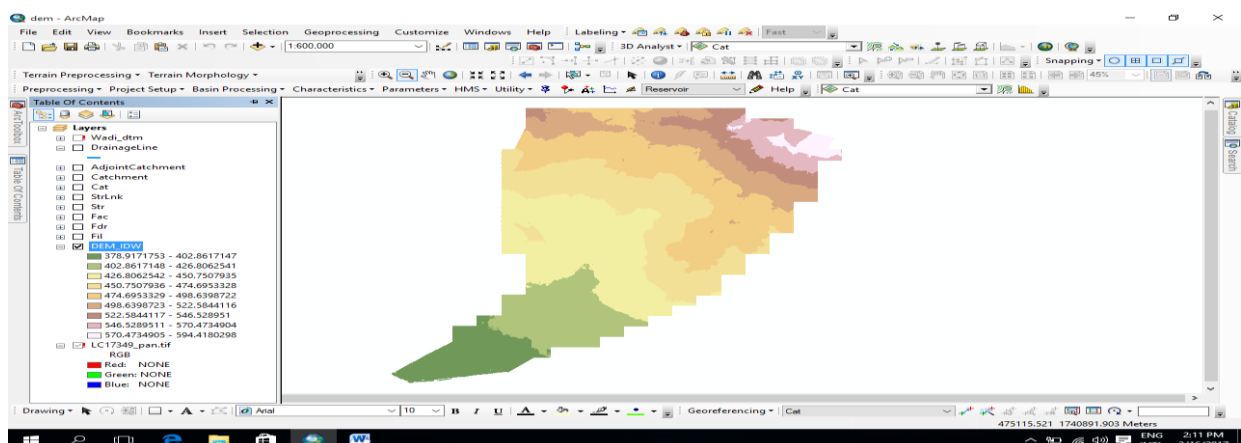 dem - ArcMap
File Edit View Bookmarks Insert Selection Geoprocessing Customize Windows Help Labeling Fast
1:600.000 3D Analyst Cat
Snapping
Terrain Preprocessing Terrain Morphology 45%
Preprocessing Project Setup Basin Processing Characteristics Parameters HMS Utility Reservoir Help Cat
Table Of Contents
Layers
Wadi_dtm
DrainageLine
AdjointCatchment
Catchment
Cat
StrLnk
Str
Fac
Fdr
Fil
DEM_IDW
378.9171753 - 402.8617147
402.8617148 - 426.8062541
426.8062542 - 450.7507935
450.7507936 - 474.6953328
474.6953329 - 498.6398722
498.6398723 - 522.5844116
522.5844117 - 546.528951
546.5289511 - 570.4734904
570.4734905 - 594.4180298
LC17349_pan.tif
RGB
Red: NONE
Green: NONE
Blue: NONE
ArcToolbox
Table Of Contents
Catalog
Search
Drawing A Arial 10 B I U A Georeferencing Cat
475115.521 1740891.903 Meters
ENG 2:11 PM